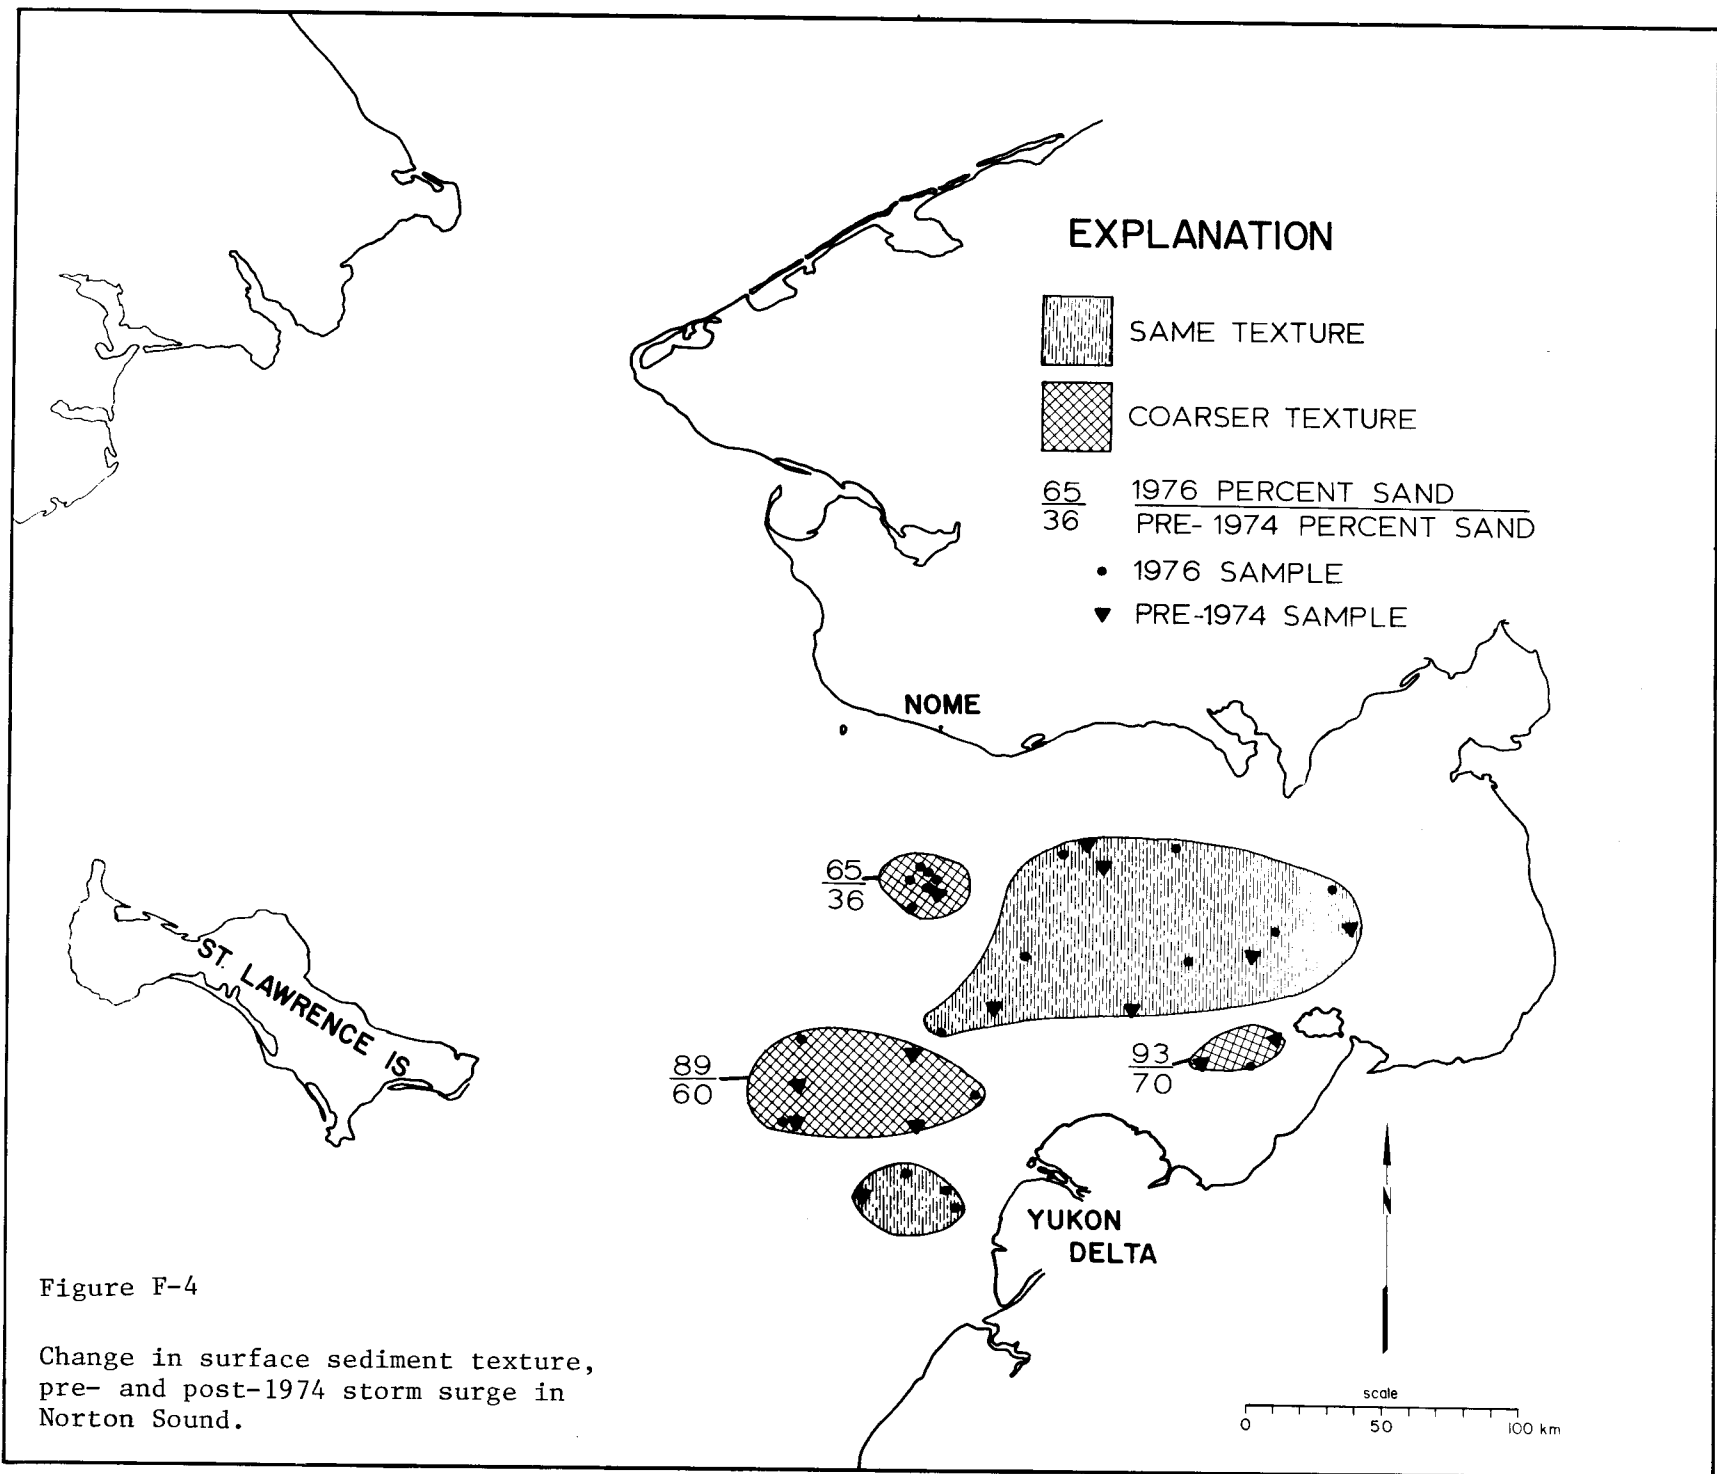 EXPLANATION
SAME TEXTURE
COARSER TEXTURE
65
36
1976 PERCENT SAND
PRE-1974 PERCENT SAND
1976 SAMPLE
PRE-1974 SAMPLE
NOME
65
36
ST. LAWRENCE IS
89
60
93
70
N
YUKON
DELTA
Figure F-4
Change in surface sediment texture,
pre- and post-1974 storm surge in
Norton Sound.
scale
0 50 100 km